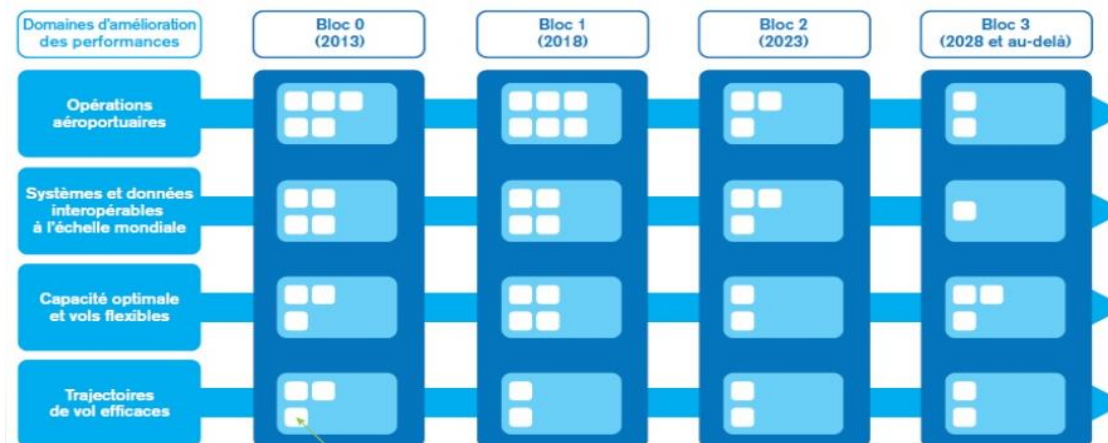 Domaines d'amélioration
des performances
Bloc 0
(2013)
Bloc 1
(2018)
Bloc 2
(2023)
Bloc 3
(2028 et au-delà)
Opérations
aéroportuaires
Systèmes et données
interopérables
à l'échelle mondiale
Capacité optimale
et vols flexibles
Trajectoires
de vol efficaces